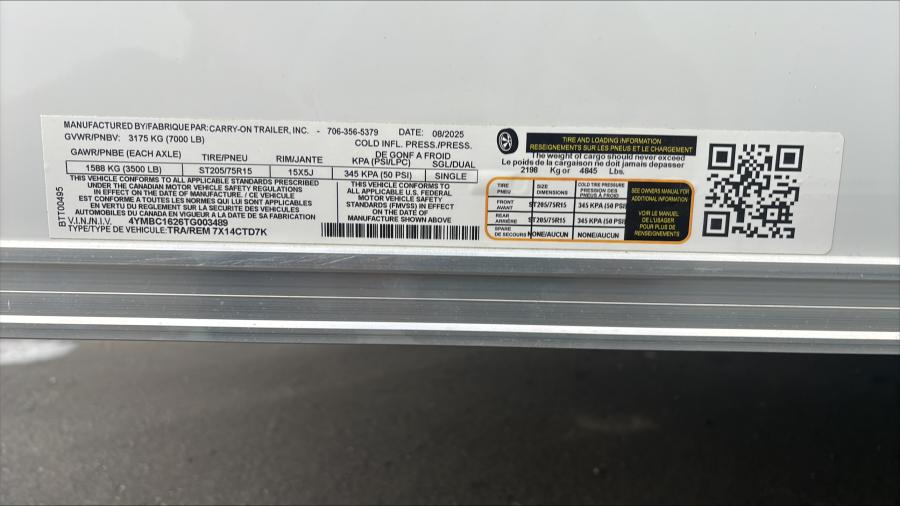 MANUFACTURED BY/FABRIQUE PAR: CARRY-ON TRAILER, INC. - 706-356-5379 DATE: 08/2025
GVWR/PNBV: 3175 KG (7000 LB) COLD INFL. PRESS./PRESS. DE GONF A FROID
GAWR/PNBE (EACH AXLE) TIRE/PNEU RIM/JANTE KPA (PSI/LPC) SGL/DUAL
1588 KG (3500 LB) ST205/75R15 15X5J 345 KPA (50 PSI) SINGLE
THIS VEHICLE CONFORMS TO ALL APPLICABLE STANDARDS PRESCRIBED
UNDER THE CANADIAN MOTOR VEHICLE SAFETY REGULATIONS
IN EFFECT ON THE DATE OF MANUFACTURE / CE VEHICULE
EST CONFORME A TOUTES LES NORMES QUI LUI SONT APPLICABLES
EN VERTU DU REGLEMENT SUR LA SECURITE DES VEHICULES
AUTOMOBILES DU CANADA EN VIGUEUR A LA DATE DE SA FABRICATION
V.I.N./N.I.V. 4YMBC1626TG003489
TYPE/TYPE DE VEHICULE: TRA/REM 7X14CTD7K
THIS VEHICLE CONFORMS TO
ALL APPLICABLE U.S. FEDERAL
MOTOR VEHICLE SAFETY
STANDARDS (FMVSS) IN EFFECT
ON THE DATE OF
MANUFACTURE SHOWN ABOVE
BTT00495
TIRE AND LOADING INFORMATION
RESIEGNEMENTS SUR LES PNEUS ET LE CHARGEMENT
The weight of cargo should never exceed
Le poids de la cargaison ne doit jamais depasser
2198 Kg or 4845 Lbs.
TIRE PNEU SIZE DIMENSIONS COLD TIRE PRESSURE PRESSION DES PNEUS A FROID
FRONT AVANT ST205/75R15 345 KPA (50 PSI
REAR ARRIÈRE ST205/75R15 345 KPA (50 PSI
SPARE DE SECOURS NONE/AUCUN NONE/AUCUN
SEE OWNERS MANUAL FOR
ADDITIONAL INFORMATION
VOIR LE MANUEL
DE L'USAGER
POUR PLUS DE
RENSEIGNEMENTS